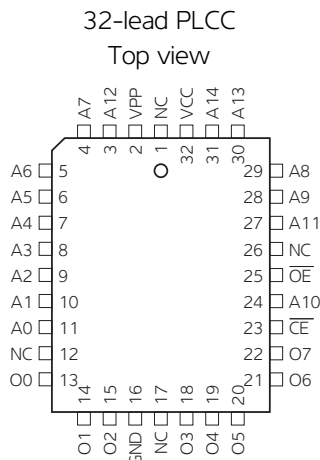 32-lead PLCC
Top view
A7 A12 VPP NC VCC A14 A13
4 3 2 1 32 31 30
A6 5 29 A8
A5 6 28 A9
A4 7 27 A11
A3 8 26 NC
A2 9 25 OE
A1 10 24 A10
A0 11 23 CE
NC 12 22 O7
O0 13 21 O6
14 15 16 17 18 19 20
O1 O2 GND NC O3 O4 O5